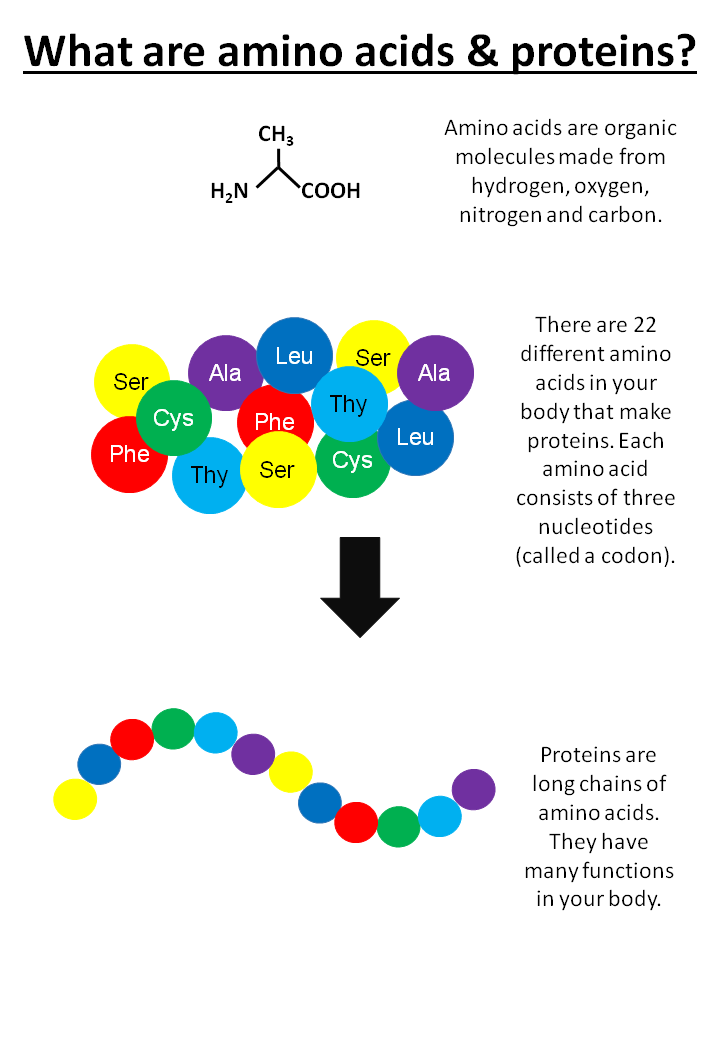 What are amino acids & proteins?
CH3
H2N
COOH
Amino acids are organic
molecules made from
hydrogen, oxygen,
nitrogen and carbon.
Ser
Ala
Leu
Ser
Ala
Cys
Phe
Thy
Leu
Phe
Thy
Ser
Cys
There are 22
different amino
acids in your
body that make
proteins. Each
amino acid
consists of three
nucleotides
(called a codon).
Proteins are
long chains of
amino acids.
They have
many functions
in your body.